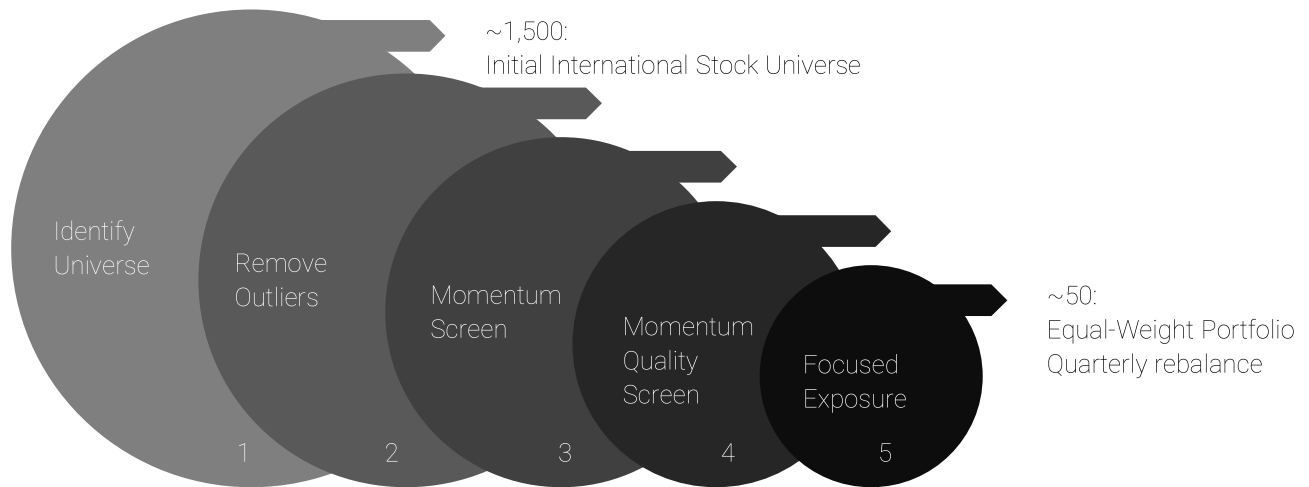 ~1,500:
Initial International Stock Universe
Identify
Universe
1
Remove
Outliers
2
Momentum
Screen
3
Momentum
Quality
Screen
4
Focused
Exposure
5
~50:
Equal-Weight Portfolio
Quarterly rebalance